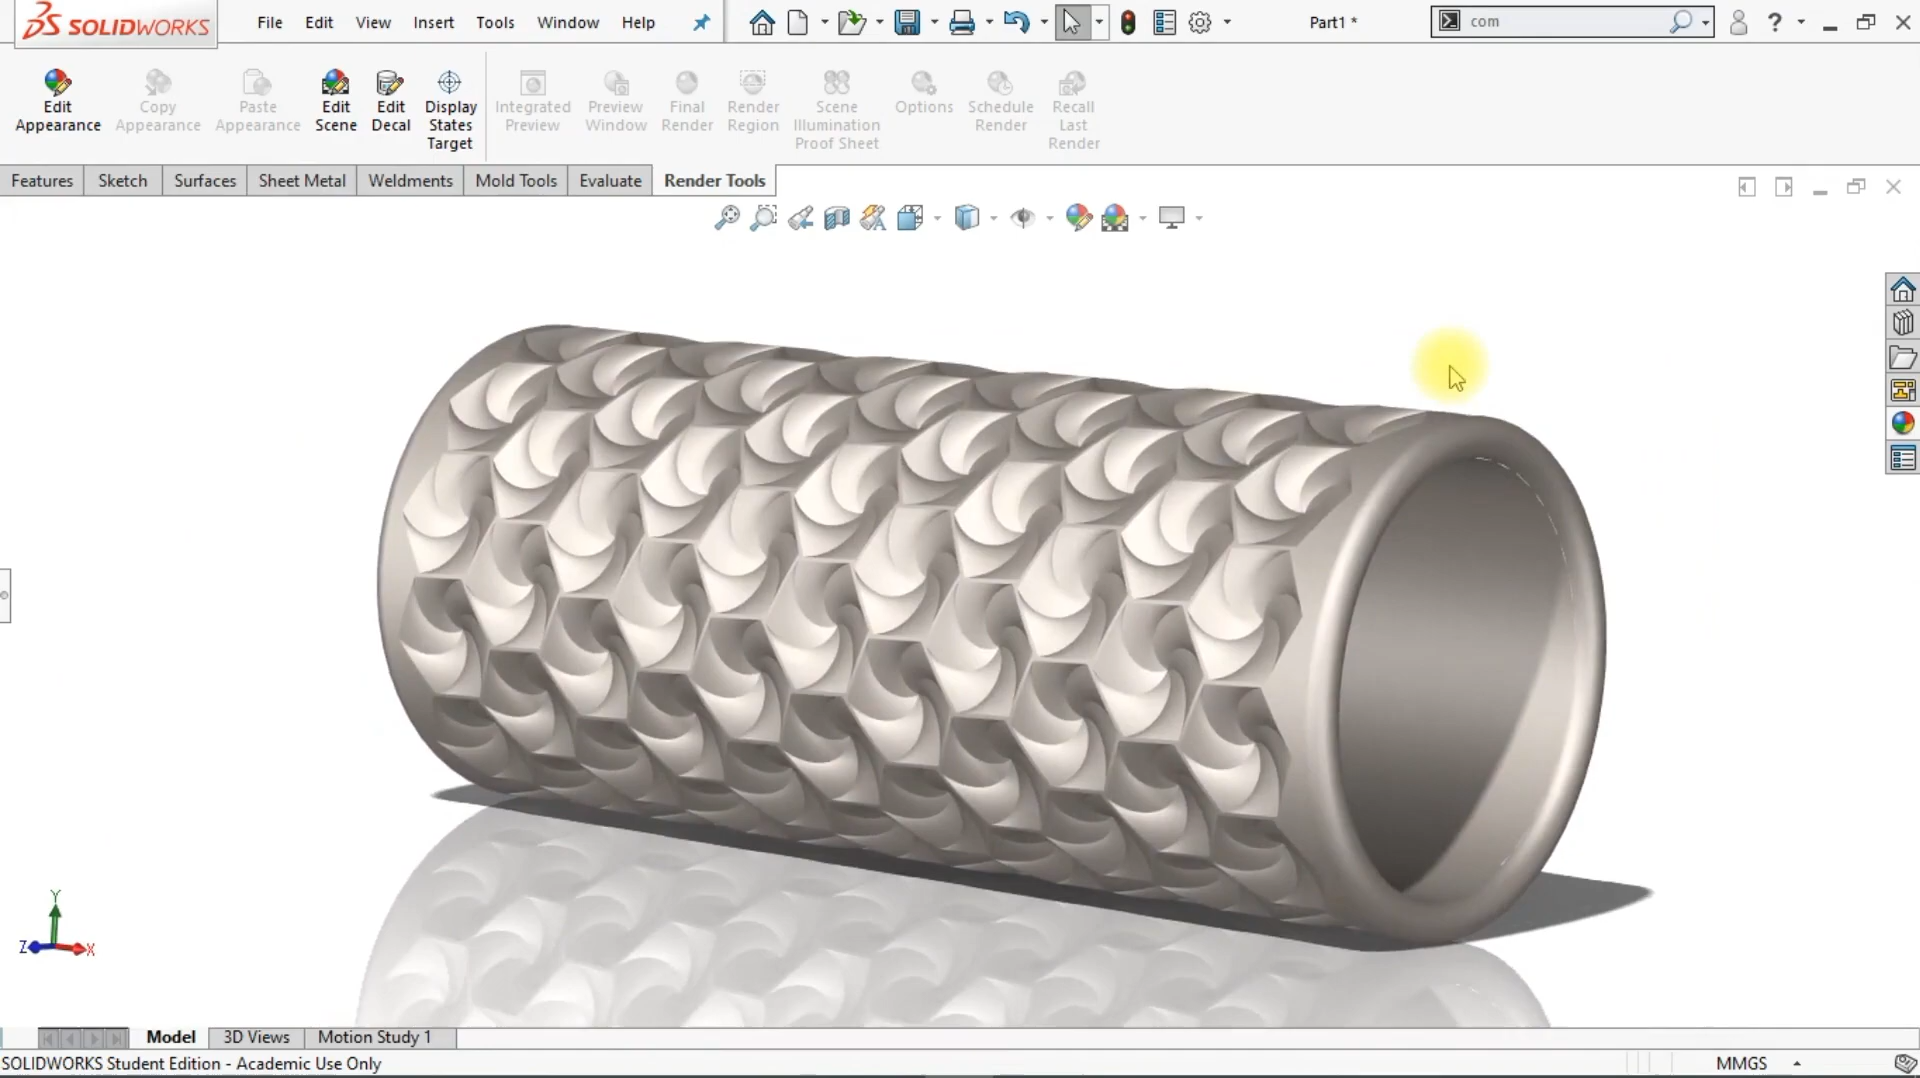 SOLIDWORKS File Edit View Insert Tools Window Help Part1 * com ?
Edit Appearance
Copy Appearance
Paste Appearance
Edit Scene
Edit Decal
Display States Target
Integrated Preview
Preview Window
Final Render
Render Region
Scene Illumination Proof Sheet
Options
Schedule Render
Recall Last Render
Features Sketch Surfaces Sheet Metal Weldments Mold Tools Evaluate Render Tools
Y
Z X
Model 3D Views Motion Study 1
SOLIDWORKS Student Edition - Academic Use Only MMGS